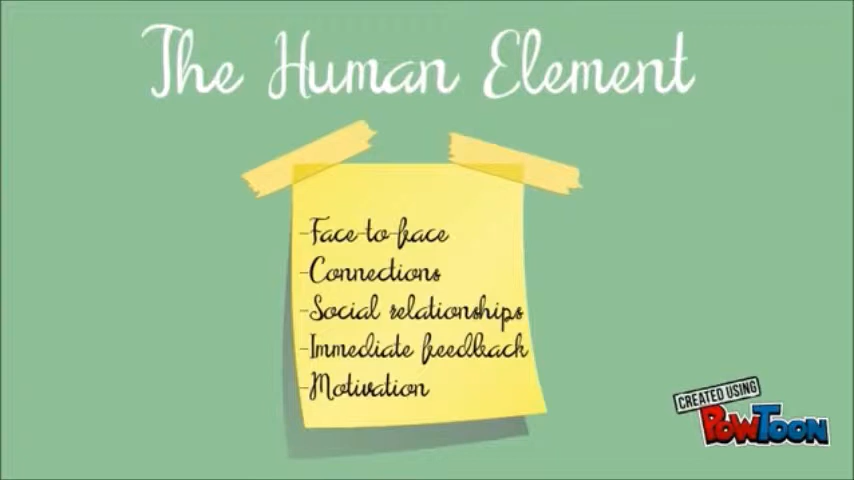 The Human Element
-Face-to-face
-Connections
-Social relationships
-Immediate feedback
-Motivation
CREATED USING
PowToon